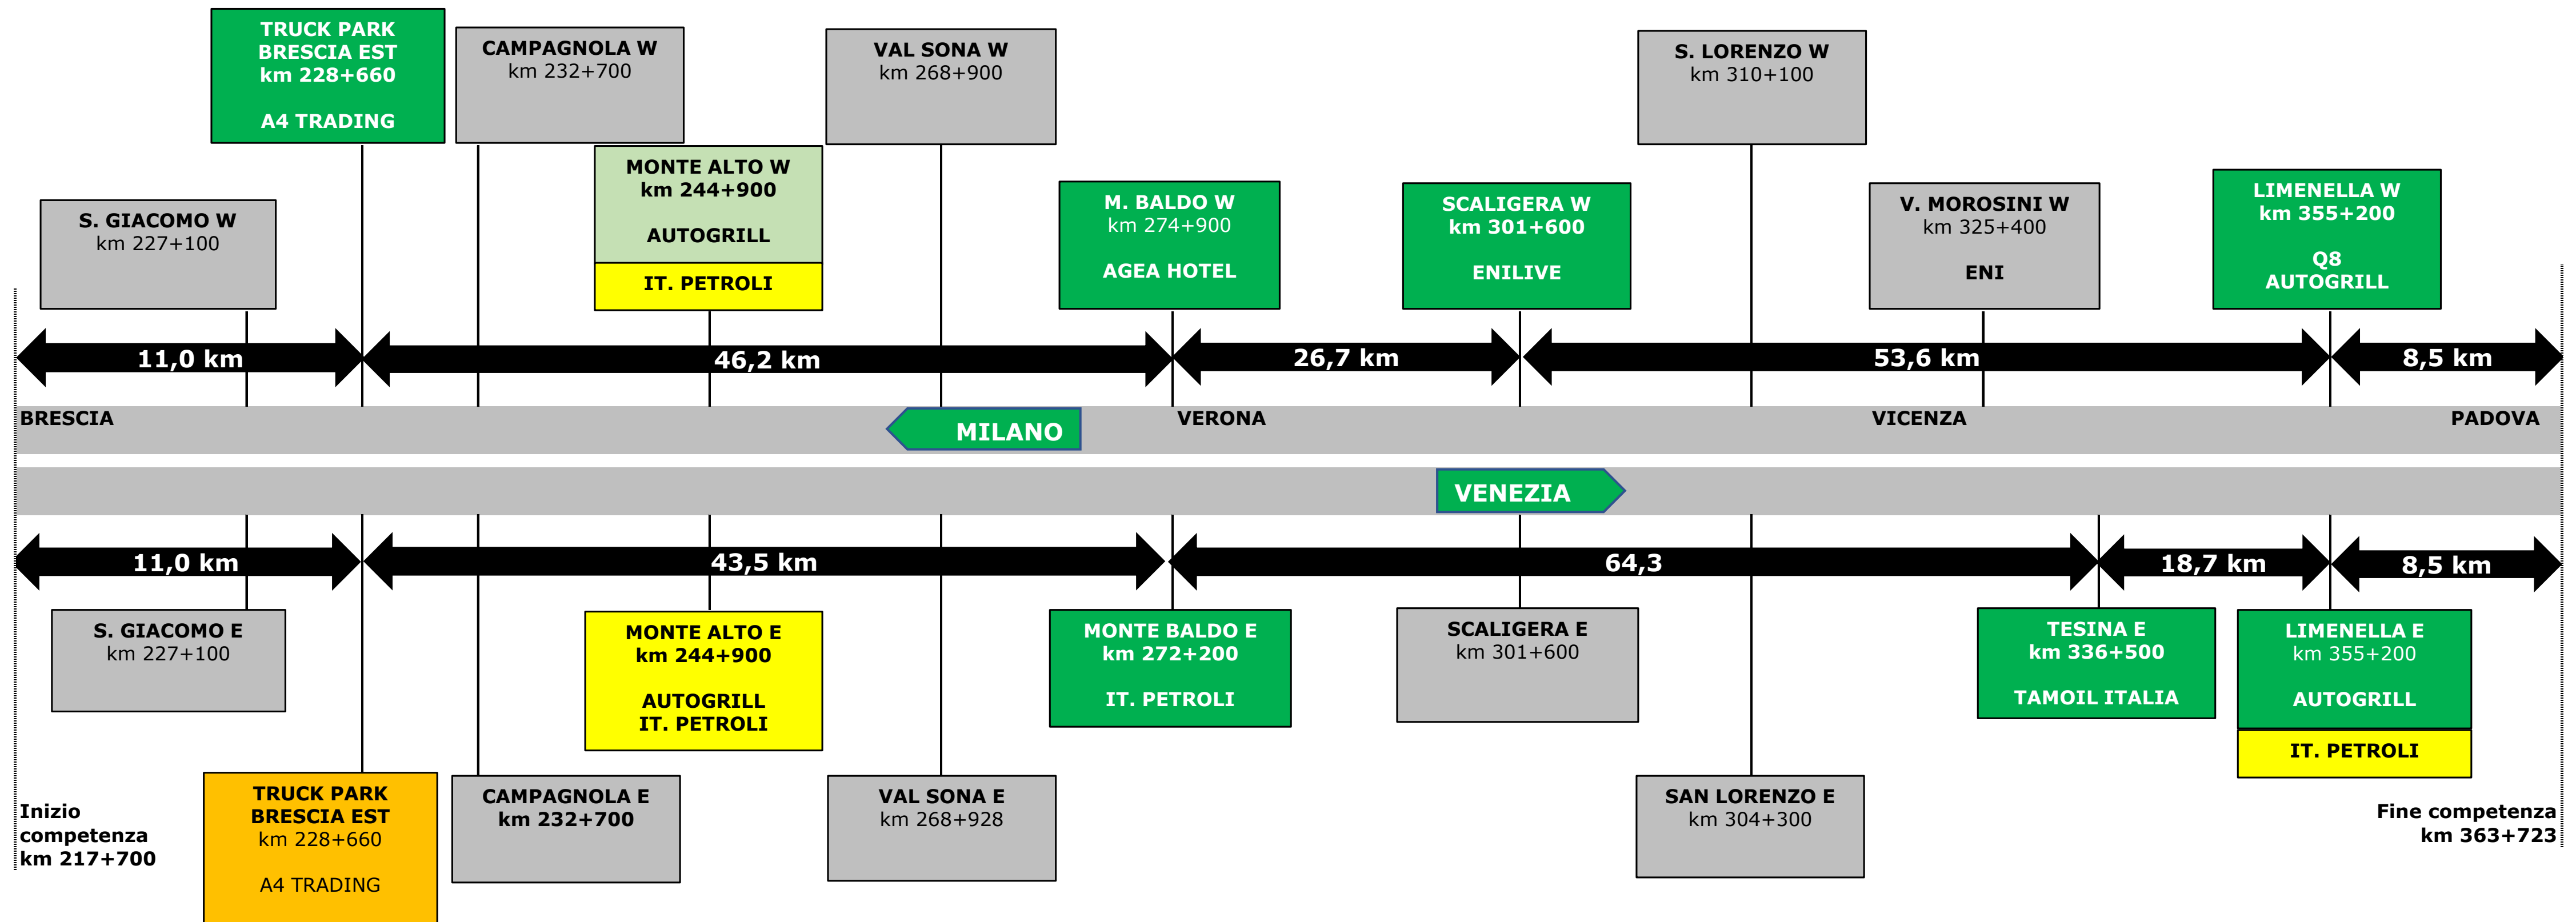 TRUCK PARK
BRESCIA EST
km 228+660
A4 TRADING
CAMPAGNOLA W
km 232+700
VAL SONA W
km 268+900
S. LORENZO W
km 310+100
S. GIACOMO W
km 227+100
MONTE ALTO W
km 244+900
AUTOGRILL
IT. PETROLI
M. BALDO W
km 274+900
AGEA HOTEL
SCALIGERA W
km 301+600
ENILIVE
V. MOROSINI W
km 325+400
ENI
LIMENELLA W
km 355+200
Q8
AUTOGRILL
11,0 km
46,2 km
26,7 km
53,6 km
8,5 km
BRESCIA
VERONA
VICENZA
PADOVA
MILANO
VENEZIA
11,0 km
43,5 km
64,3
18,7 km
8,5 km
S. GIACOMO E
km 227+100
MONTE ALTO E
km 244+900
AUTOGRILL
IT. PETROLI
MONTE BALDO E
km 272+200
IT. PETROLI
SCALIGERA E
km 301+600
TESINA E
km 336+500
TAMOIL ITALIA
LIMENELLA E
km 355+200
AUTOGRILL
IT. PETROLI
Inizio
competenza
km 217+700
TRUCK PARK
BRESCIA EST
km 228+660
A4 TRADING
CAMPAGNOLA E
km 232+700
VAL SONA E
km 268+928
SAN LORENZO E
km 304+300
Fine competenza
km 363+723